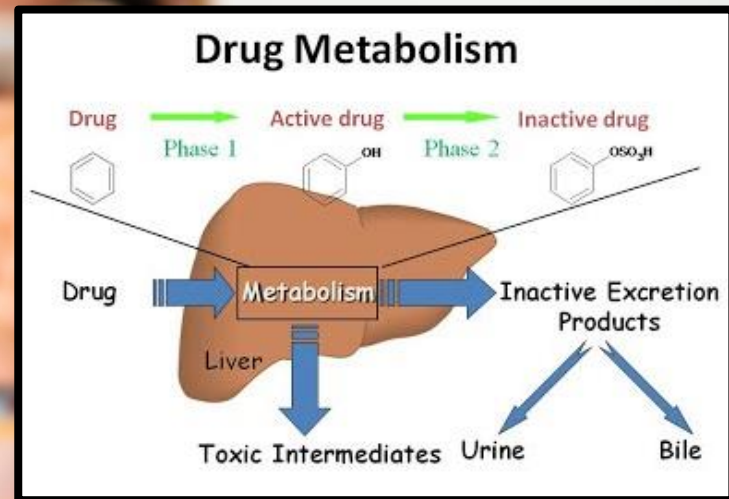 Drug Metabolism
Drug Active drug Inactive drug
Phase 1 Phase 2
OH OSO₃H
Drug Metabolism Inactive Excretion
Products
Liver
Toxic Intermediates Urine Bile